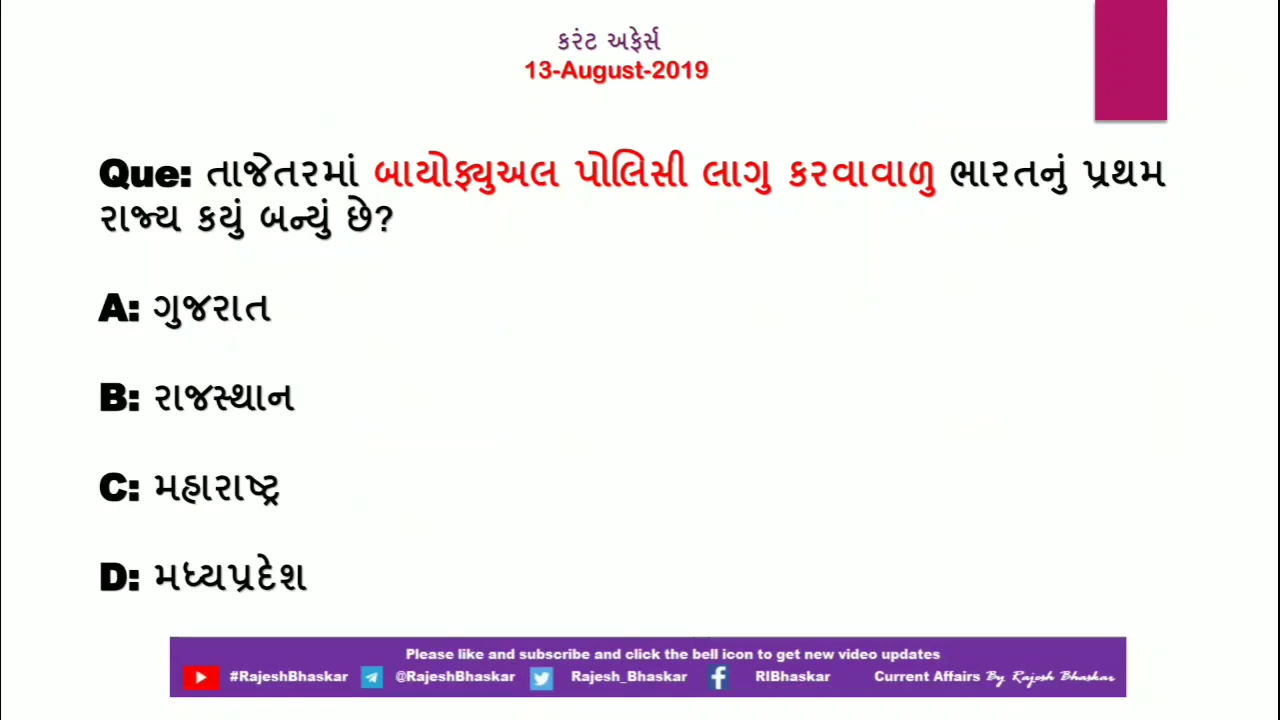 કરંટ અફેર્સ
13-August-2019
Que: તાજેતરમાં બાયોફ્યુઅલ પોલિસી લાગુ કરવાવાળુ ભારતનું પ્રથમ
રાજ્ય કયું બન્યું છે?
A: ગુજરાત
B: રાજસ્થાન
C: મહારાષ્ટ્ર
D: મધ્યપ્રદેશ
Please like and subscribe and click the bell icon to get new video updates
#RajeshBhaskar @RajeshBhaskar Rajesh_Bhaskar RIBhaskar Current Affairs By Rajesh Bhaskar